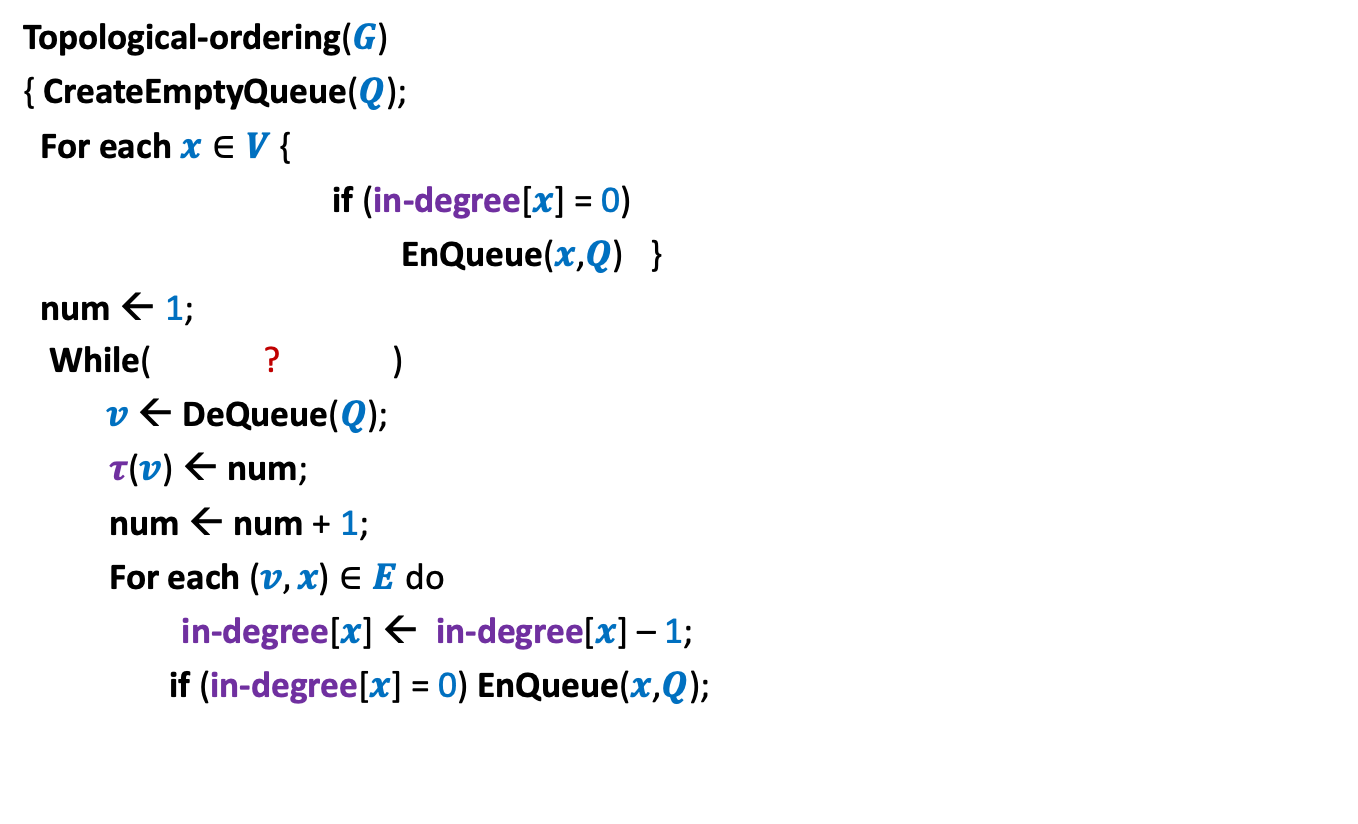 Topological-ordering(G)
{ CreateEmptyQueue(Q);
For each x ∈ V {
if (in-degree[x] = 0)
EnQueue(x,Q) }
num ← 1;
While( ? )
v ← DeQueue(Q);
τ(v) ← num;
num ← num + 1;
For each (v, x) ∈ E do
in-degree[x] ← in-degree[x] – 1;
if (in-degree[x] = 0) EnQueue(x,Q);